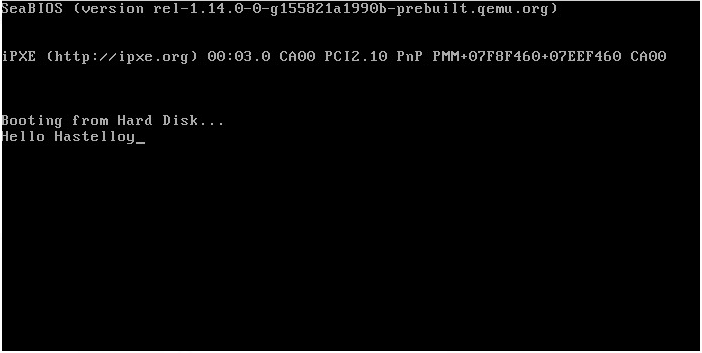 SeaBIOS (version rel-1.14.0-0-g155821a1990b-prebuilt.qemu.org)
iPXE (http://ipxe.org) 00:03.0 CA00 PCI2.10 PnP PMM+07F8F460+07EEF460 CA00
Booting from Hard Disk...
Hello Hastelloy_